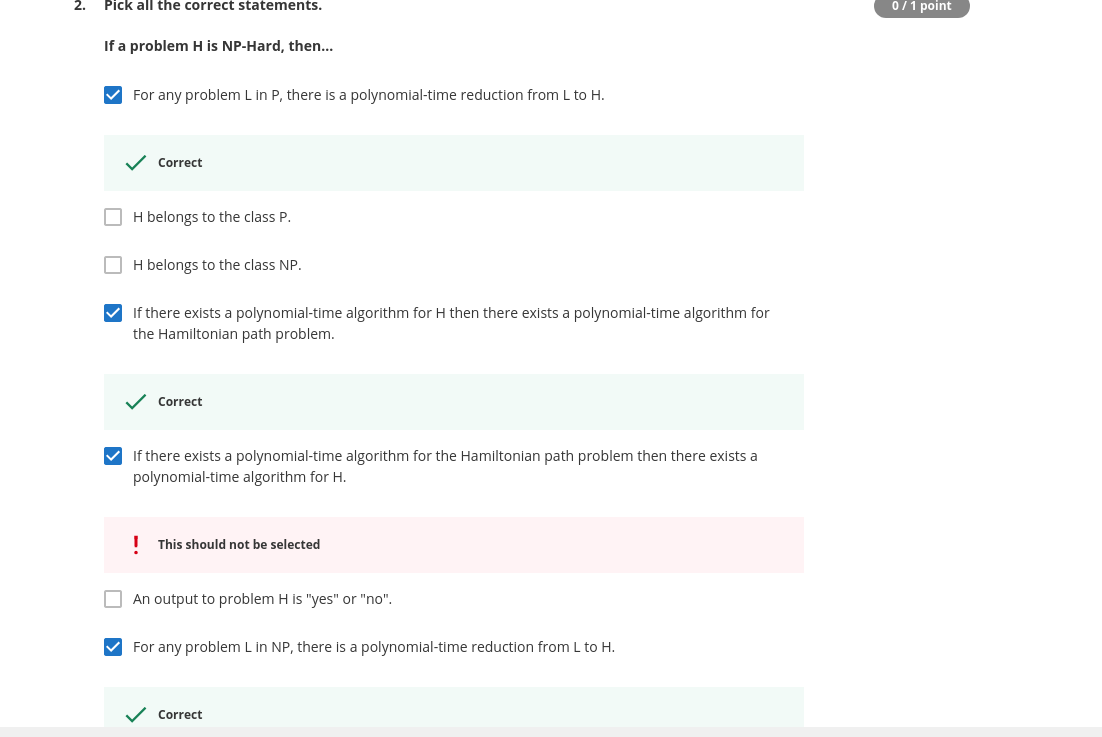 2. Pick all the correct statements.
0 / 1 point
If a problem H is NP-Hard, then...
For any problem L in P, there is a polynomial-time reduction from L to H.
Correct
H belongs to the class P.
H belongs to the class NP.
If there exists a polynomial-time algorithm for H then there exists a polynomial-time algorithm for
the Hamiltonian path problem.
Correct
If there exists a polynomial-time algorithm for the Hamiltonian path problem then there exists a
polynomial-time algorithm for H.
This should not be selected
An output to problem H is "yes" or "no".
For any problem L in NP, there is a polynomial-time reduction from L to H.
Correct